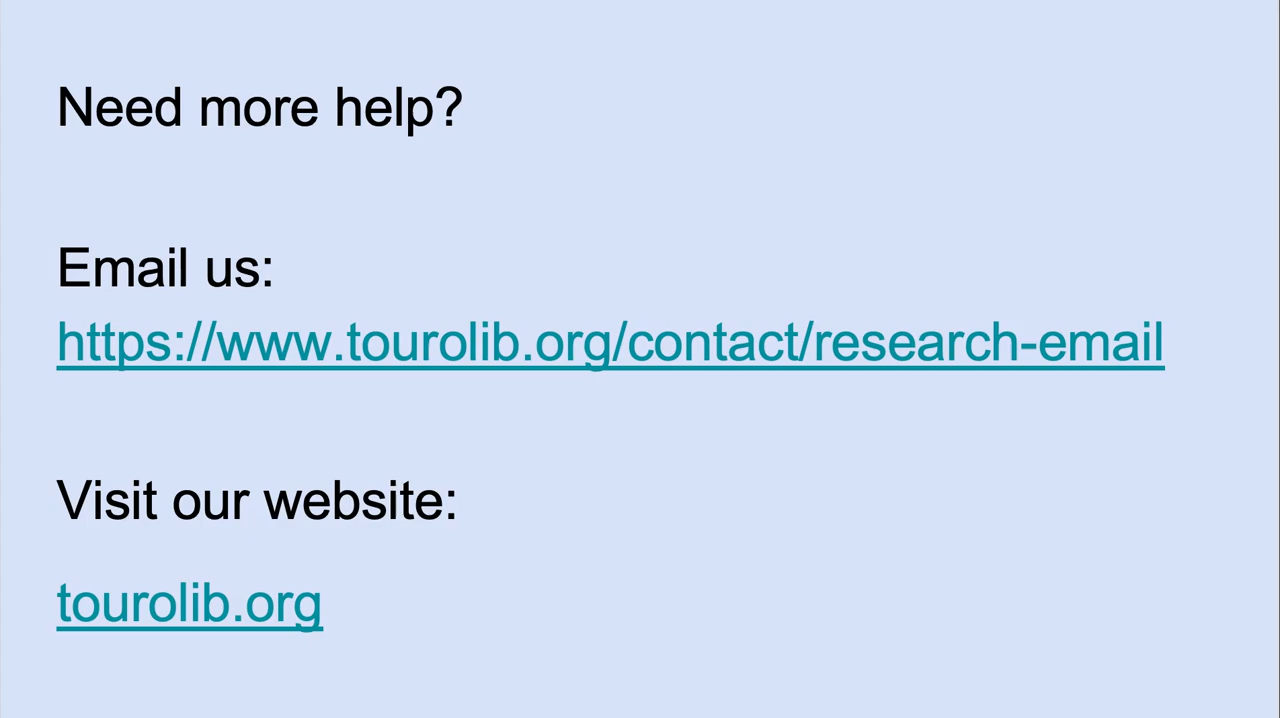 Need more help?
Email us:
https://www.tourolib.org/contact/research-email
Visit our website:
tourolib.org